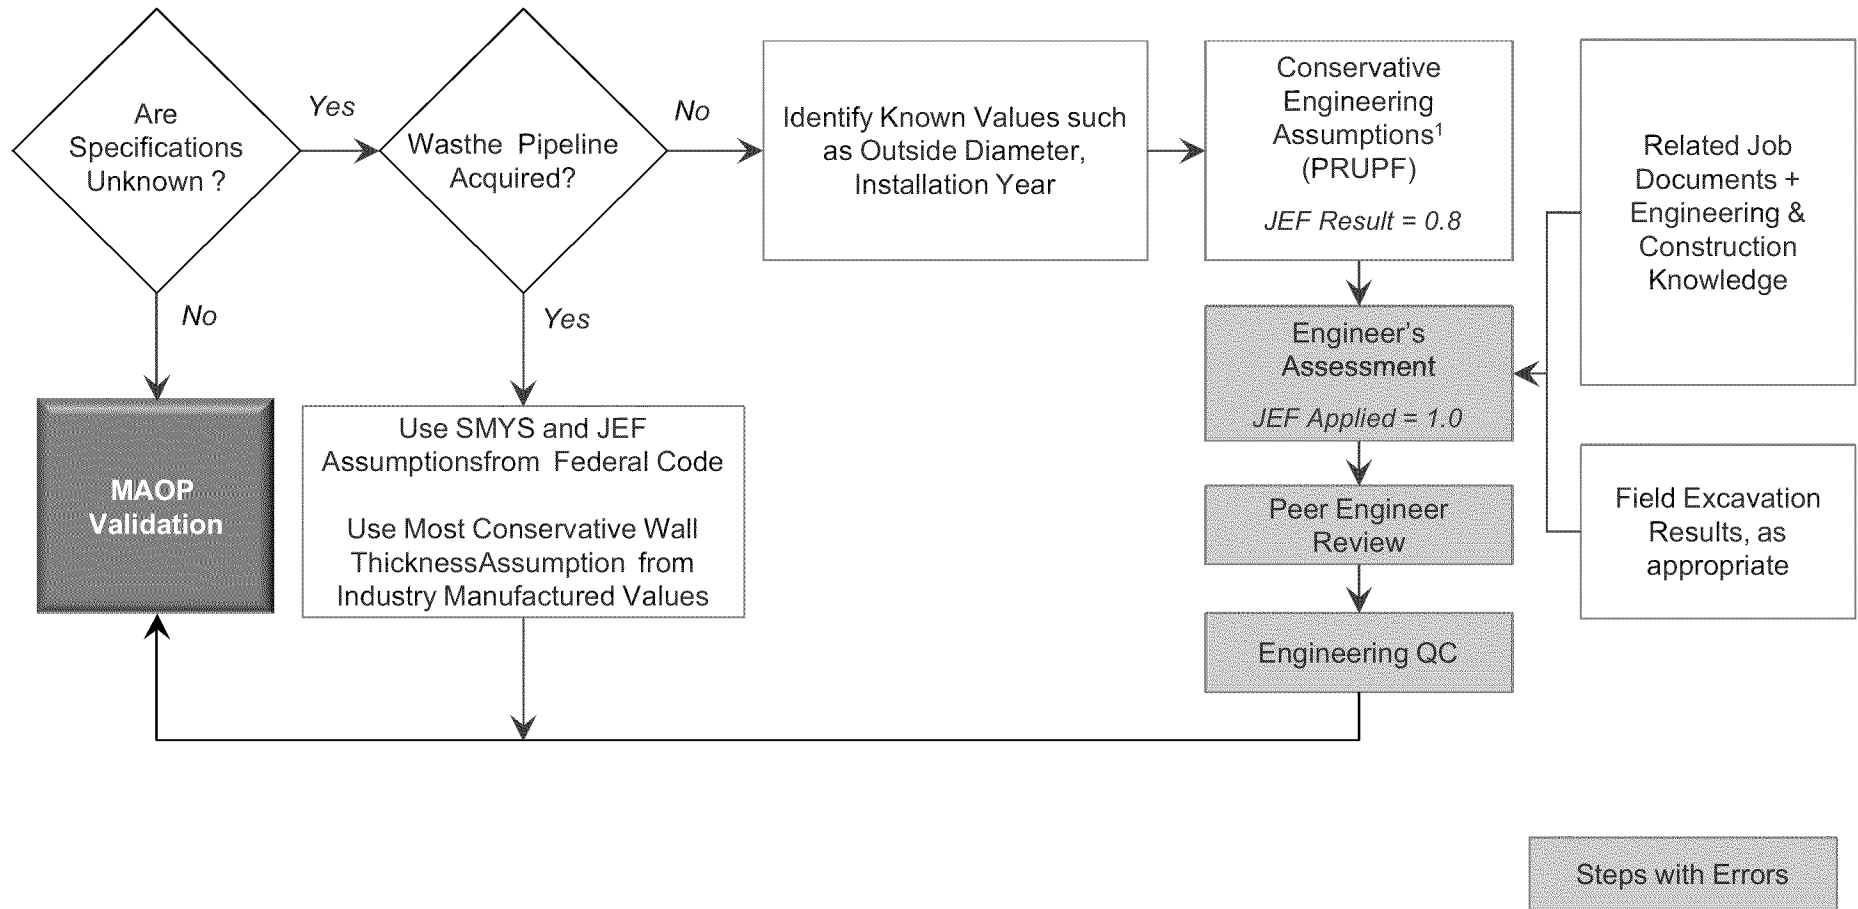 Are
Specifications
Unknown ?
Yes
No
Wasthe Pipeline
Acquired?
No
Yes
Identify Known Values such
as Outside Diameter,
Installation Year
Conservative
Engineering
Assumptions¹
(PRUPF)
JEF Result = 0.8
Related Job
Documents +
Engineering &
Construction
Knowledge
Engineer's
Assessment
JEF Applied = 1.0
MAOP
Validation
Use SMYS and JEF
Assumptionsfrom Federal Code
Use Most Conservative Wall
ThicknessAssumption from
Industry Manufactured Values
Peer Engineer
Review
Field Excavation
Results, as
appropriate
Engineering QC
Steps with Errors